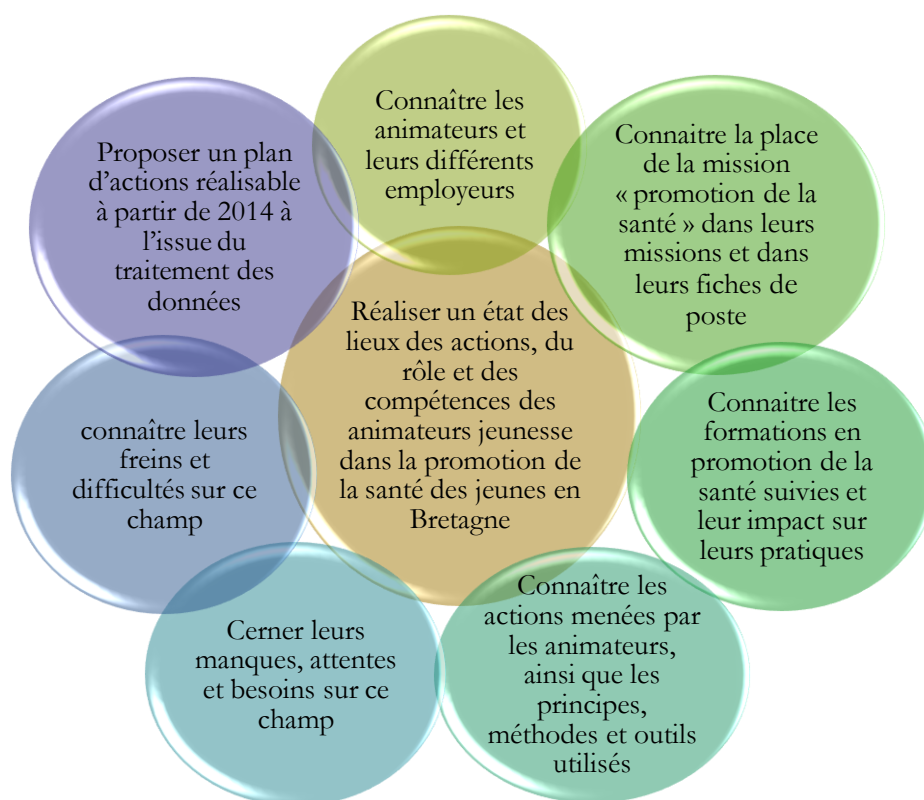 Connaître les
animateurs et
leurs différents
employeurs
Connaitre la place
de la mission
« promotion de la
santé » dans leurs
missions et dans
leurs fiches de
poste
Connaitre les
formations en
promotion de la
santé suivies et
leur impact sur
leurs pratiques
Connaître les
actions menées par
les animateurs,
ainsi que les
principes,
méthodes et outils
utilisés
Cerner leurs
manques, attentes
et besoins sur ce
champ
connaître leurs
freins et
difficultés sur ce
champ
Proposer un plan
d’actions réalisable
à partir de 2014 à
l’issue du
traitement des
données
Réaliser un état des
lieux des actions, du
rôle et des
compétences des
animateurs jeunesse
dans la promotion de
la santé des jeunes en
Bretagne